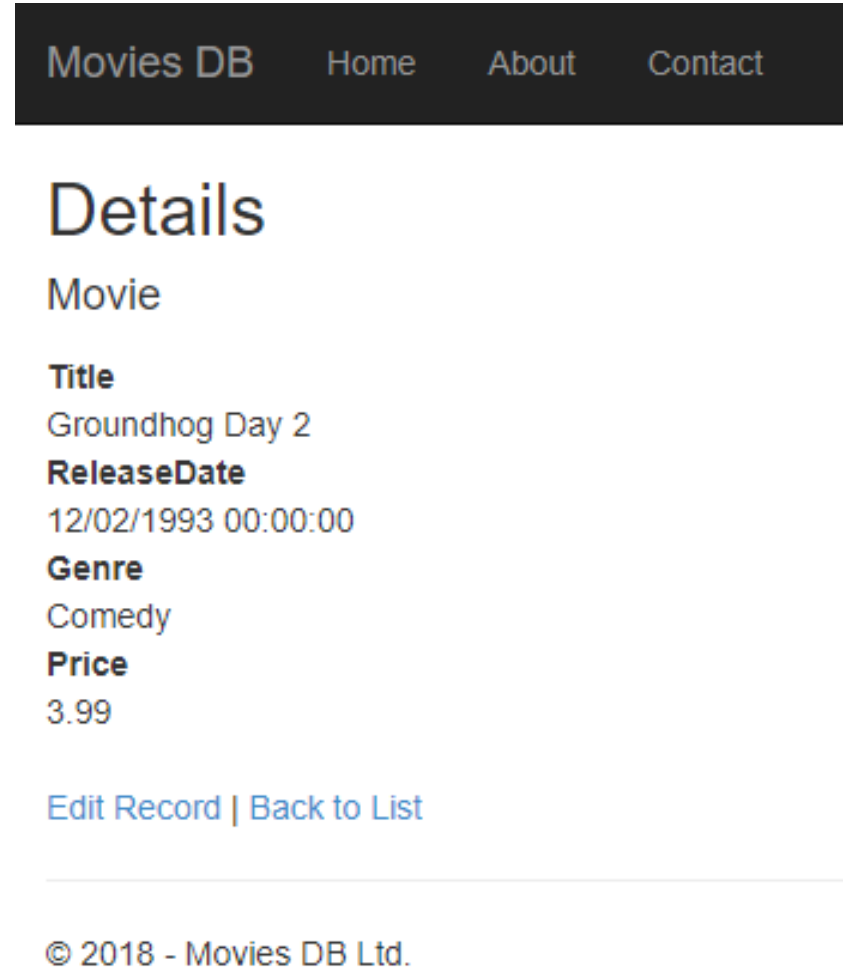 Movies DB Home About Contact
Details
Movie
Title
Groundhog Day 2
ReleaseDate
12/02/1993 00:00:00
Genre
Comedy
Price
3.99
Edit Record | Back to List
© 2018 - Movies DB Ltd.